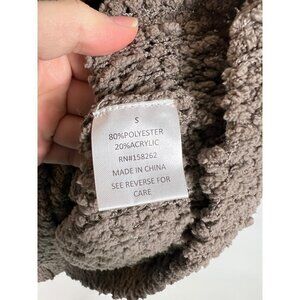 S
80%POLYESTER
20%ACRYLIC
RN#158262
MADE IN CHINA
SEE REVERSE FOR
CARE